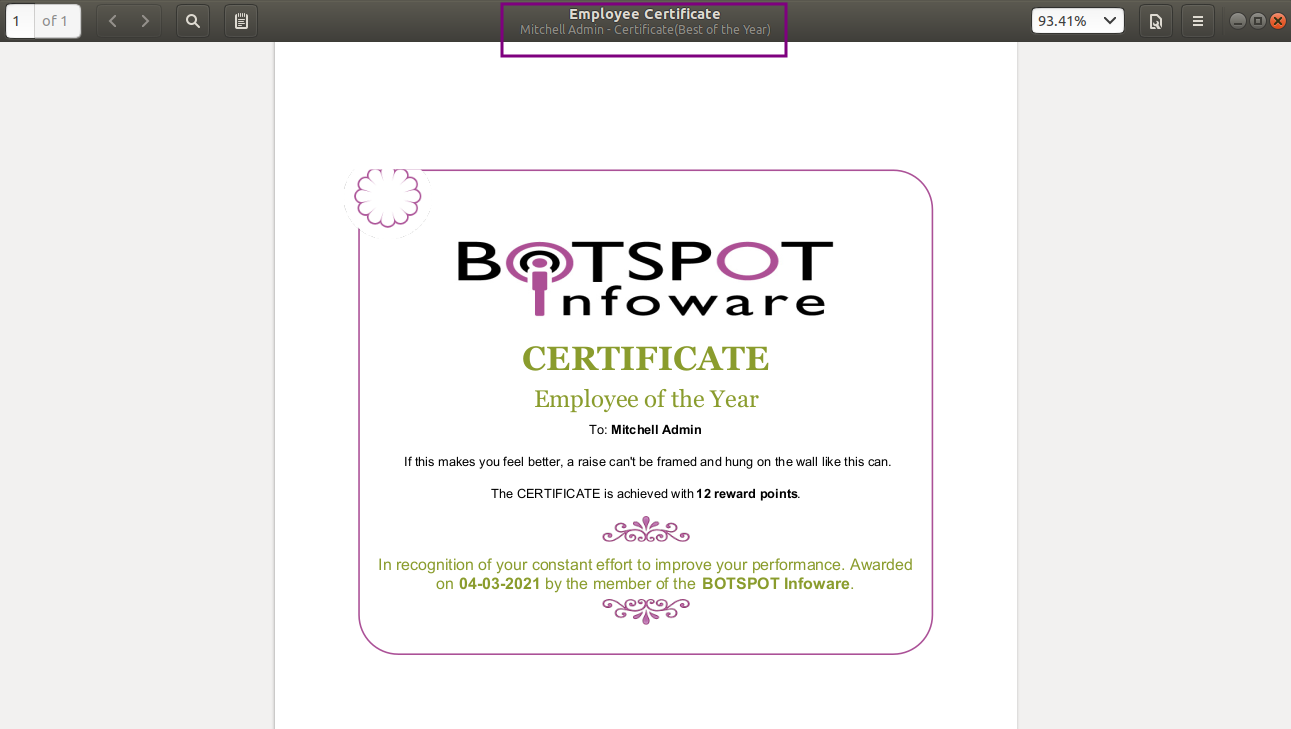 1 of 1
Employee Certificate
Mitchell Admin - Certificate(Best of the Year)
93.41%
BOTSPOT
infoware
CERTIFICATE
Employee of the Year
To: Mitchell Admin
If this makes you feel better, a raise can't be framed and hung on the wall like this can.
The CERTIFICATE is achieved with 12 reward points.
In recognition of your constant effort to improve your performance. Awarded
on 04-03-2021 by the member of the BOTSPOT Infoware.